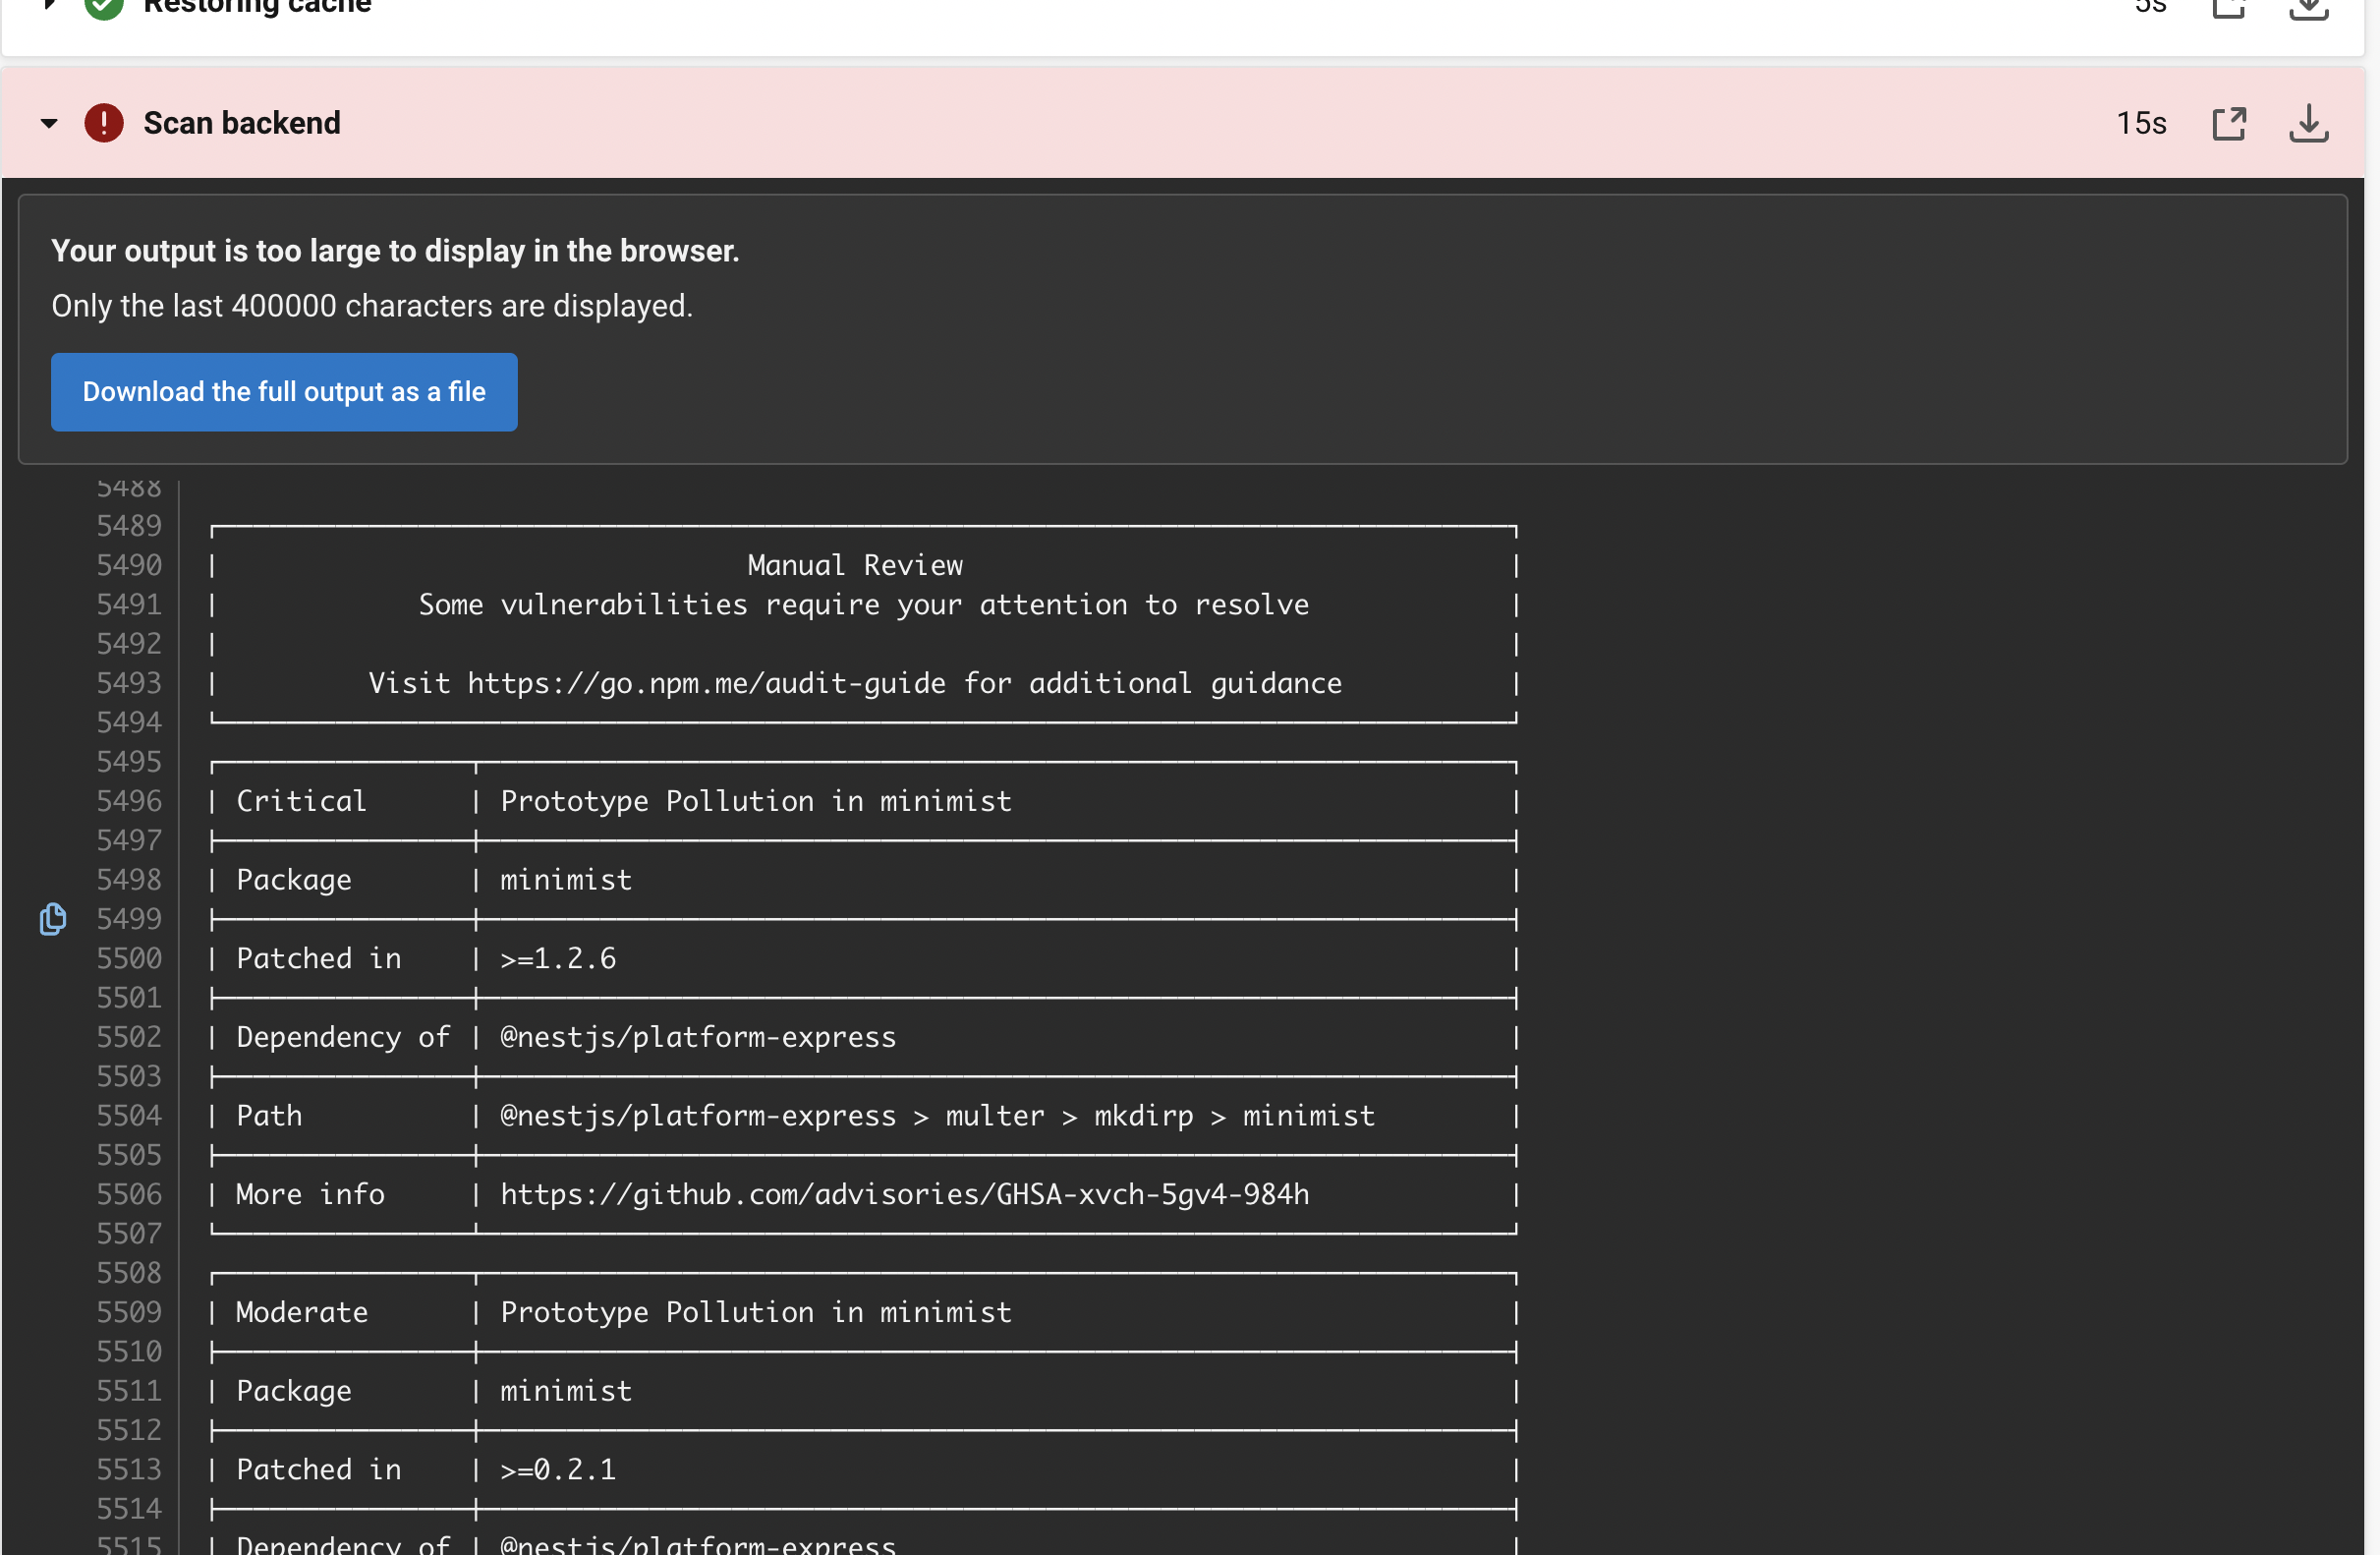 Restoring cache 5s
Scan backend 15s
Your output is too large to display in the browser.
Only the last 400000 characters are displayed.
Download the full output as a file
5488
5489
5490 | Manual Review |
5491 | Some vulnerabilities require your attention to resolve |
5492 | |
5493 | Visit https://go.npm.me/audit-guide for additional guidance |
5494
5495
5496 | Critical | Prototype Pollution in minimist |
5497
5498 | Package | minimist |
5499
5500 | Patched in | >=1.2.6 |
5501
5502 | Dependency of | @nestjs/platform-express |
5503
5504 | Path | @nestjs/platform-express > multer > mkdirp > minimist |
5505
5506 | More info | https://github.com/advisories/GHSA-xvch-5gv4-984h |
5507
5508
5509 | Moderate | Prototype Pollution in minimist |
5510
5511 | Package | minimist |
5512
5513 | Patched in | >=0.2.1 |
5514
5515 | Dependency of | @nestjs/platform-express |